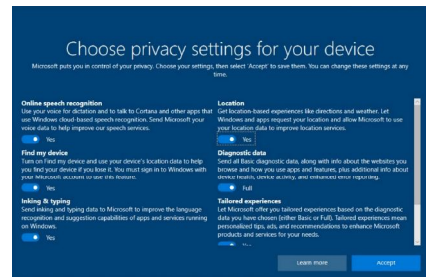 Choose privacy settings for your device
Microsoft puts you in control of your privacy. Choose your settings, then select 'Accept' to save them. You can change these settings at any
time.
Online speech recognition
Use your voice for dictation and to talk to Cortana and other apps that
use Windows cloud-based speech recognition. Send Microsoft your
voice data to help improve our speech services.
Yes
Find my device
Turn on Find my device and use your device's location data to help
you find your device if you lose it. You must sign in to Windows with
your Microsoft account to use this feature.
Yes
Inking & typing
Send inking and typing data to Microsoft to improve the language
recognition and suggestion capabilities of apps and services running
on Windows.
Yes
Location
Get location-based experiences like directions and weather. Let
Windows and apps request your location and allow Microsoft to use
your location data to improve location services.
Yes
Diagnostic data
Send all Basic diagnostic data, along with info about the websites you
browse and how you use apps and features, plus additional info about
device health, device activity, and enhanced error reporting.
Full
Tailored experiences
Let Microsoft offer you tailored experiences based on the diagnostic
data you have chosen (either Basic or Full). Tailored experiences mean
personalized tips, ads, and recommendations to enhance Microsoft
products and services for your needs.
Yes
Learn more
Accept